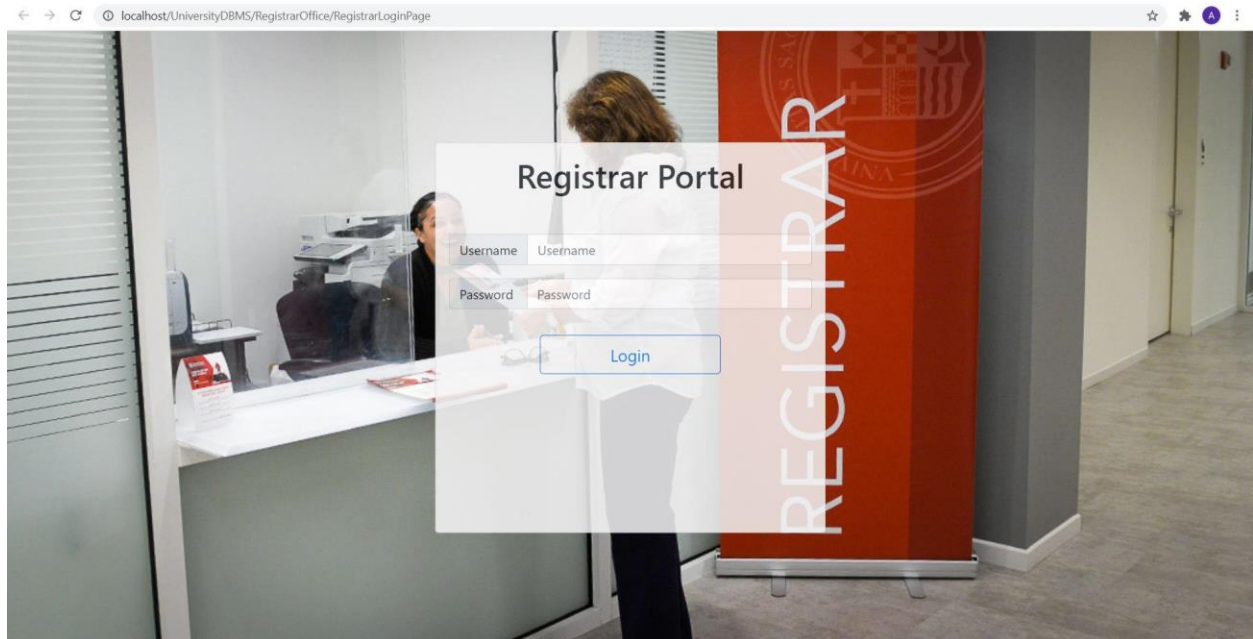 localhost/UniversityDBMS/RegistrarOffice/RegistrarLoginPage
A
Registrar Portal
Username Username
Password Password
Login
REGISTRAR